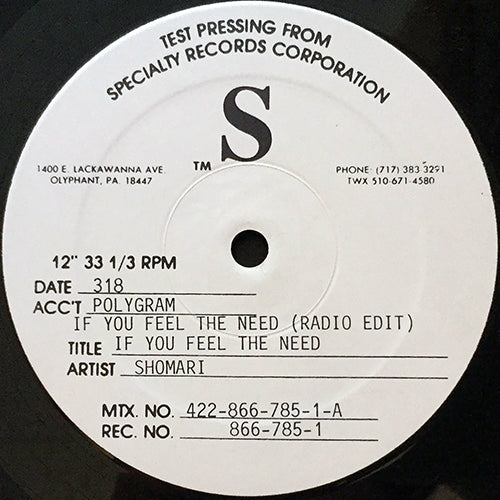 TEST PRESSING FROM
SPECIALTY RECORDS CORPORATION
S
TM
1400 E. LACKAWANNA AVE.
OLYPHANT, PA. 18447
PHONE: (717) 383-3291
TWX 510-671-4580
12" 33 1/3 RPM
DATE 318
ACC'T POLYGRAM
IF YOU FEEL THE NEED (RADIO EDIT)
TITLE IF YOU FEEL THE NEED
ARTIST SHOMARI
MTX. NO. 422-866-785-1-A
REC. NO. 866-785-1